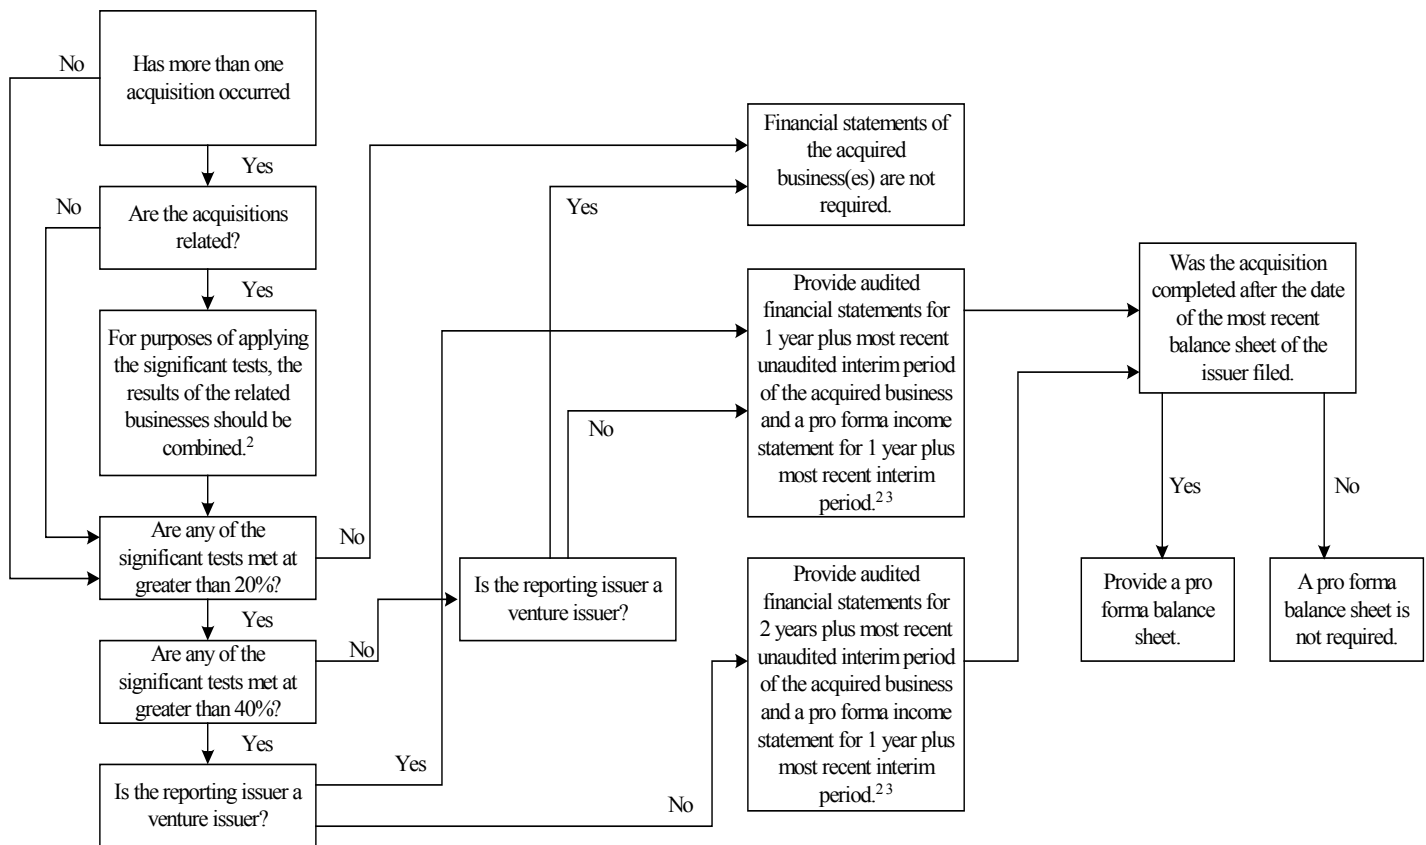 No
Has more than one
acquisition occurred
Yes
No
Are the acquisitions
related?
Yes
For purposes of applying
the significant tests, the
results of the related
businesses should be
combined.2
Are any of the
significant tests met at
greater than 20%?
No
Yes
Are any of the
significant tests met at
greater than 40%?
No
Yes
Is the reporting issuer a
venture issuer?
Yes
No
Is the reporting issuer a
venture issuer?
Yes
No
Financial statements of
the acquired
business(es) are not
required.
Provide audited
financial statements for
1 year plus most recent
unaudited interim period
of the acquired business
and a pro forma income
statement for 1 year plus
most recent interim
period.2 3
Provide audited
financial statements for
2 years plus most recent
unaudited interim period
of the acquired business
and a pro forma income
statement for 1 year plus
most recent interim
period.2 3
Was the acquisition
completed after the date
of the most recent
balance sheet of the
issuer filed.
Yes
No
Provide a pro
forma balance
sheet.
A pro forma
balance sheet is
not required.